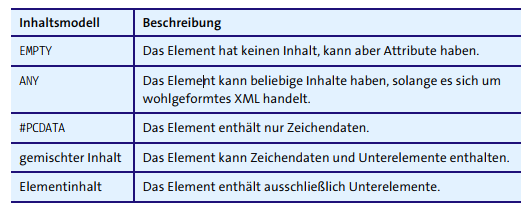 Inhaltsmodell Beschreibung
EMPTY Das Element hat keinen Inhalt, kann aber Attribute haben.
ANY Das Element kann beliebige Inhalte haben, solange es sich um
wohlgeformtes XML handelt.
#PCDATA Das Element enthält nur Zeichendaten.
gemischter Inhalt Das Element kann Zeichendaten und Unterelemente enthalten.
Elementinhalt Das Element enthält ausschließlich Unterelemente.